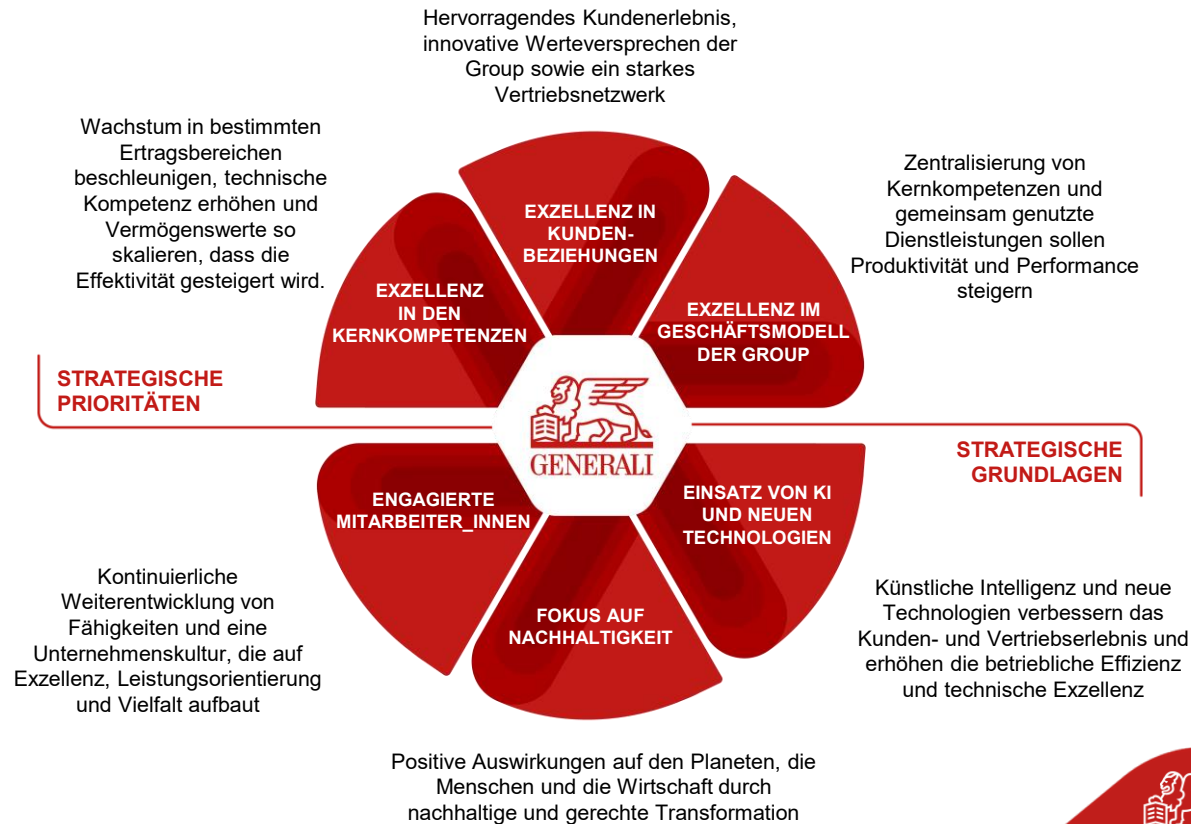 Hervorragendes Kundenerlebnis,
innovative Werteversprechen der
Group sowie ein starkes
Vertriebsnetzwerk
Wachstum in bestimmten
Ertragsbereichen
beschleunigen, technische
Kompetenz erhöhen und
Vermögenswerte so
skalieren, dass die
Effektivität gesteigert wird.
Zentralisierung von
Kernkompetenzen und
gemeinsam genutzte
Dienstleistungen sollen
Produktivität und Performance
steigern
EXZELLENZ IN
KUNDEN-
BEZIEHUNGEN
EXZELLENZ
IN DEN
KERNKOMPETENZEN
EXZELLENZ IM
GESCHÄFTSMODELL
DER GROUP
STRATEGISCHE
PRIORITÄTEN
GENERALI
STRATEGISCHE
GRUNDLAGEN
ENGAGIERTE
MITARBEITER_INNEN
EINSATZ VON KI
UND NEUEN
TECHNOLOGIEN
FOKUS AUF
NACHHALTIGKEIT
Kontinuierliche
Weiterentwicklung von
Fähigkeiten und eine
Unternehmenskultur, die auf
Exzellenz, Leistungsorientierung
und Vielfalt aufbaut
Künstliche Intelligenz und neue
Technologien verbessern das
Kunden- und Vertriebserlebnis und
erhöhen die betriebliche Effizienz
und technische Exzellenz
Positive Auswirkungen auf den Planeten, die
Menschen und die Wirtschaft durch
nachhaltige und gerechte Transformation